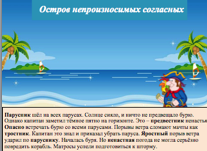 Остров непроизносимых согласных
Парусник шёл на всех парусах. Солнце сияло, и ничто не предвещало бурю.
Однако капитан заметил тёмное пятно на горизонте. Это – предвестник ненастья.
Опасно встречать бурю со всеми парусами. Порывы ветра сломают мачты как
тростник. Капитан это знал и приказал убрать паруса. Яростный порыв ветра
ударил по паруснику. Началась буря. Но ненастная погода не могла серьёзно
повредить корабль. Матросы успели подготовиться к шторму.